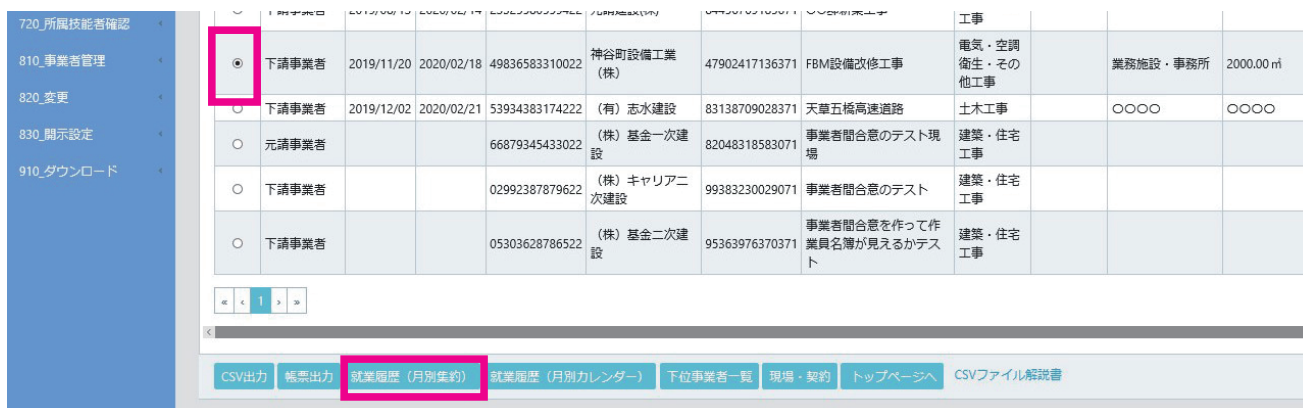 720_所属技能者確認
810_事業者管理
820_変更
830_開示設定
910_ダウンロード
工事
下請事業者 2019/11/20 2020/02/18 49836583310022 神谷町設備工業（株） 47902417136371 FBM設備改修工事 電気・空調衛生・その他工事 業務施設・事務所 2000.00㎡
下請事業者 2019/12/02 2020/02/21 53934383174222 （有）志水建設 83138709028371 天草五橋高速道路 土木工事 〇〇〇〇 〇〇〇〇
元請事業者 66879345433022 （株）基金一次建設 82048318583071 事業者間合意のテスト現場 建築・住宅工事
下請事業者 02992387879622 （株）キャリア二次建設 99383230029071 事業者間合意のテスト 建築・住宅工事
下請事業者 05303628786522 （株）基金二次建設 95363976370371 事業者間合意を作って作業員名簿が見えるかテスト 建築・住宅工事
« ‹ 1 › »
CSV出力 帳票出力 就業履歴（月別集約） 就業履歴（月別カレンダー） 下位事業者一覧 現場・契約 トップページへ CSVファイル解説書